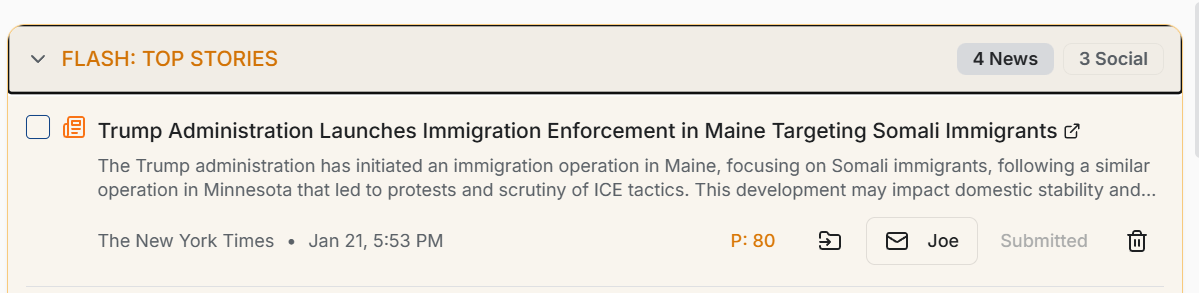 FLASH: TOP STORIES
4 News
3 Social
Trump Administration Launches Immigration Enforcement in Maine Targeting Somali Immigrants
The Trump administration has initiated an immigration operation in Maine, focusing on Somali immigrants, following a similar
operation in Minnesota that led to protests and scrutiny of ICE tactics. This development may impact domestic stability and...
The New York Times • Jan 21, 5:53 PM
P: 80
Joe
Submitted